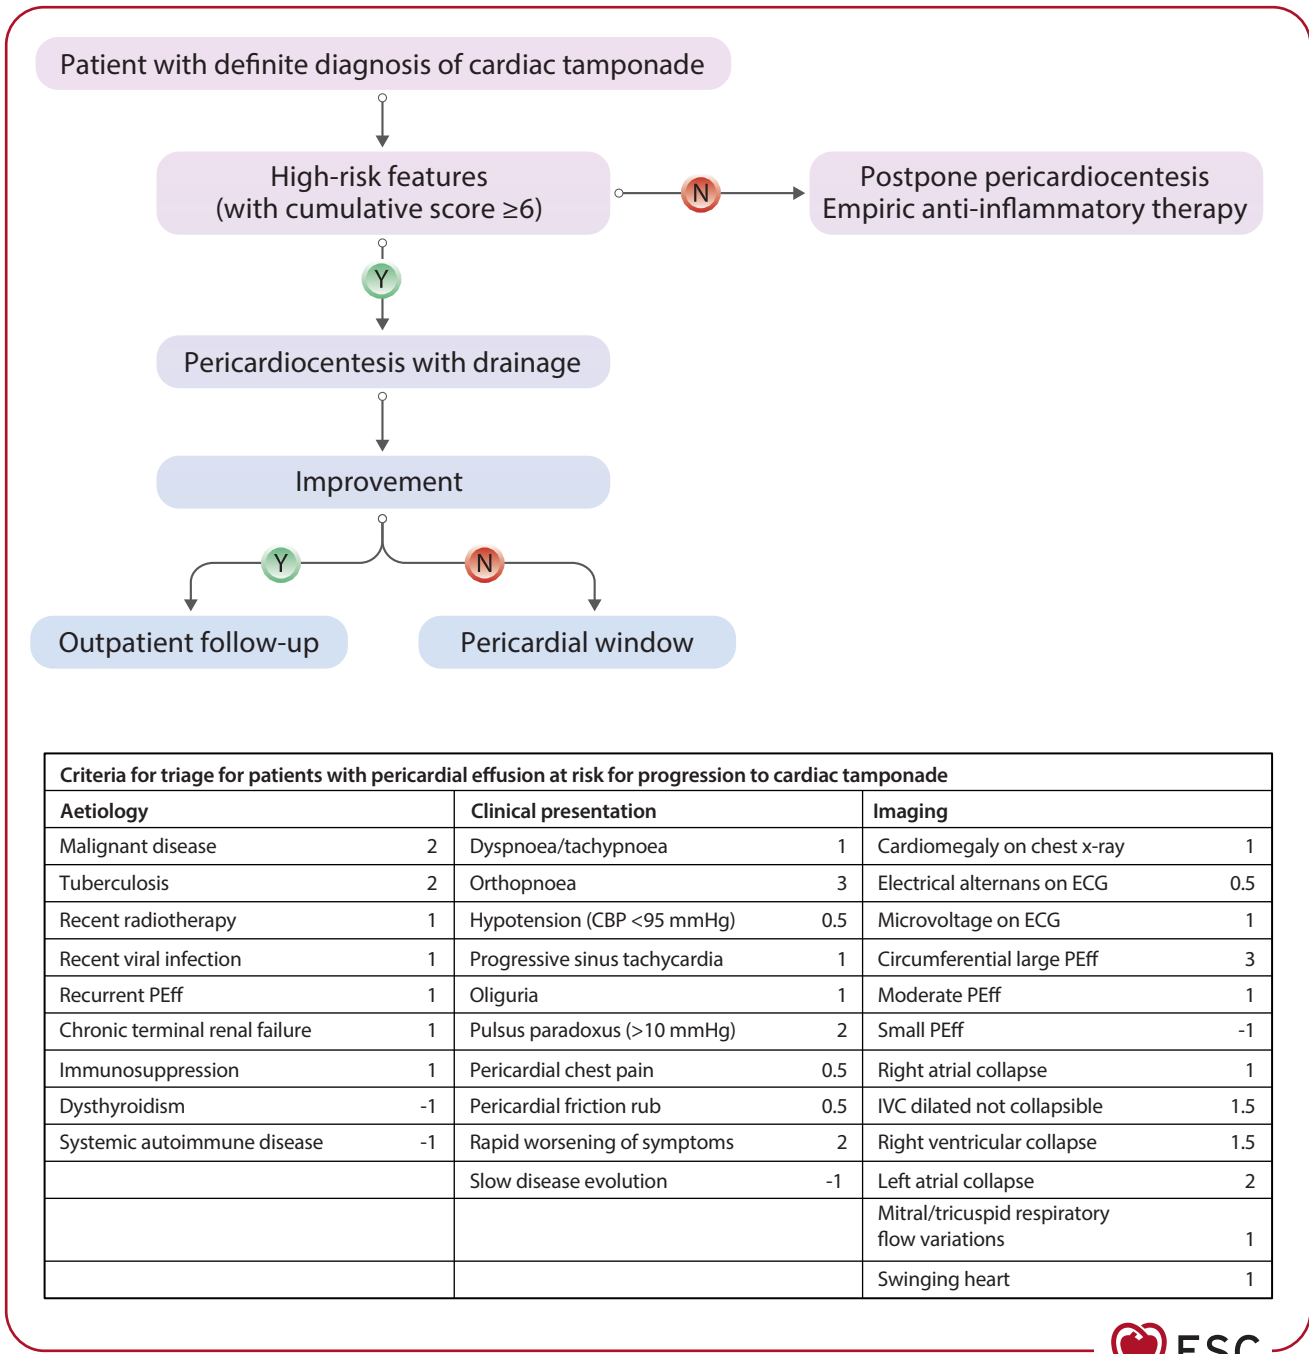 Patient with definite diagnosis of cardiac tamponade
High-risk features
(with cumulative score ≥6)
N
Postpone pericardiocentesis
Empiric anti-inflammatory therapy
Y
Pericardiocentesis with drainage
Improvement
Y
N
Outpatient follow-up
Pericardial window
Criteria for triage for patients with pericardial effusion at risk for progression to cardiac tamponade
Aetiology Clinical presentation Imaging
Malignant disease 2 Dyspnoea/tachypnoea 1 Cardiomegaly on chest x-ray 1
Tuberculosis 2 Orthopnoea 3 Electrical alternans on ECG 0.5
Recent radiotherapy 1 Hypotension (CBP <95 mmHg) 0.5 Microvoltage on ECG 1
Recent viral infection 1 Progressive sinus tachycardia 1 Circumferential large PEff 3
Recurrent PEff 1 Oliguria 1 Moderate PEff 1
Chronic terminal renal failure 1 Pulsus paradoxus (>10 mmHg) 2 Small PEff -1
Immunosuppression 1 Pericardial chest pain 0.5 Right atrial collapse 1
Dysthyroidism -1 Pericardial friction rub 0.5 IVC dilated not collapsible 1.5
Systemic autoimmune disease -1 Rapid worsening of symptoms 2 Right ventricular collapse 1.5
Slow disease evolution -1 Left atrial collapse 2
Mitral/tricuspid respiratory
flow variations 1
Swinging heart 1
ESC